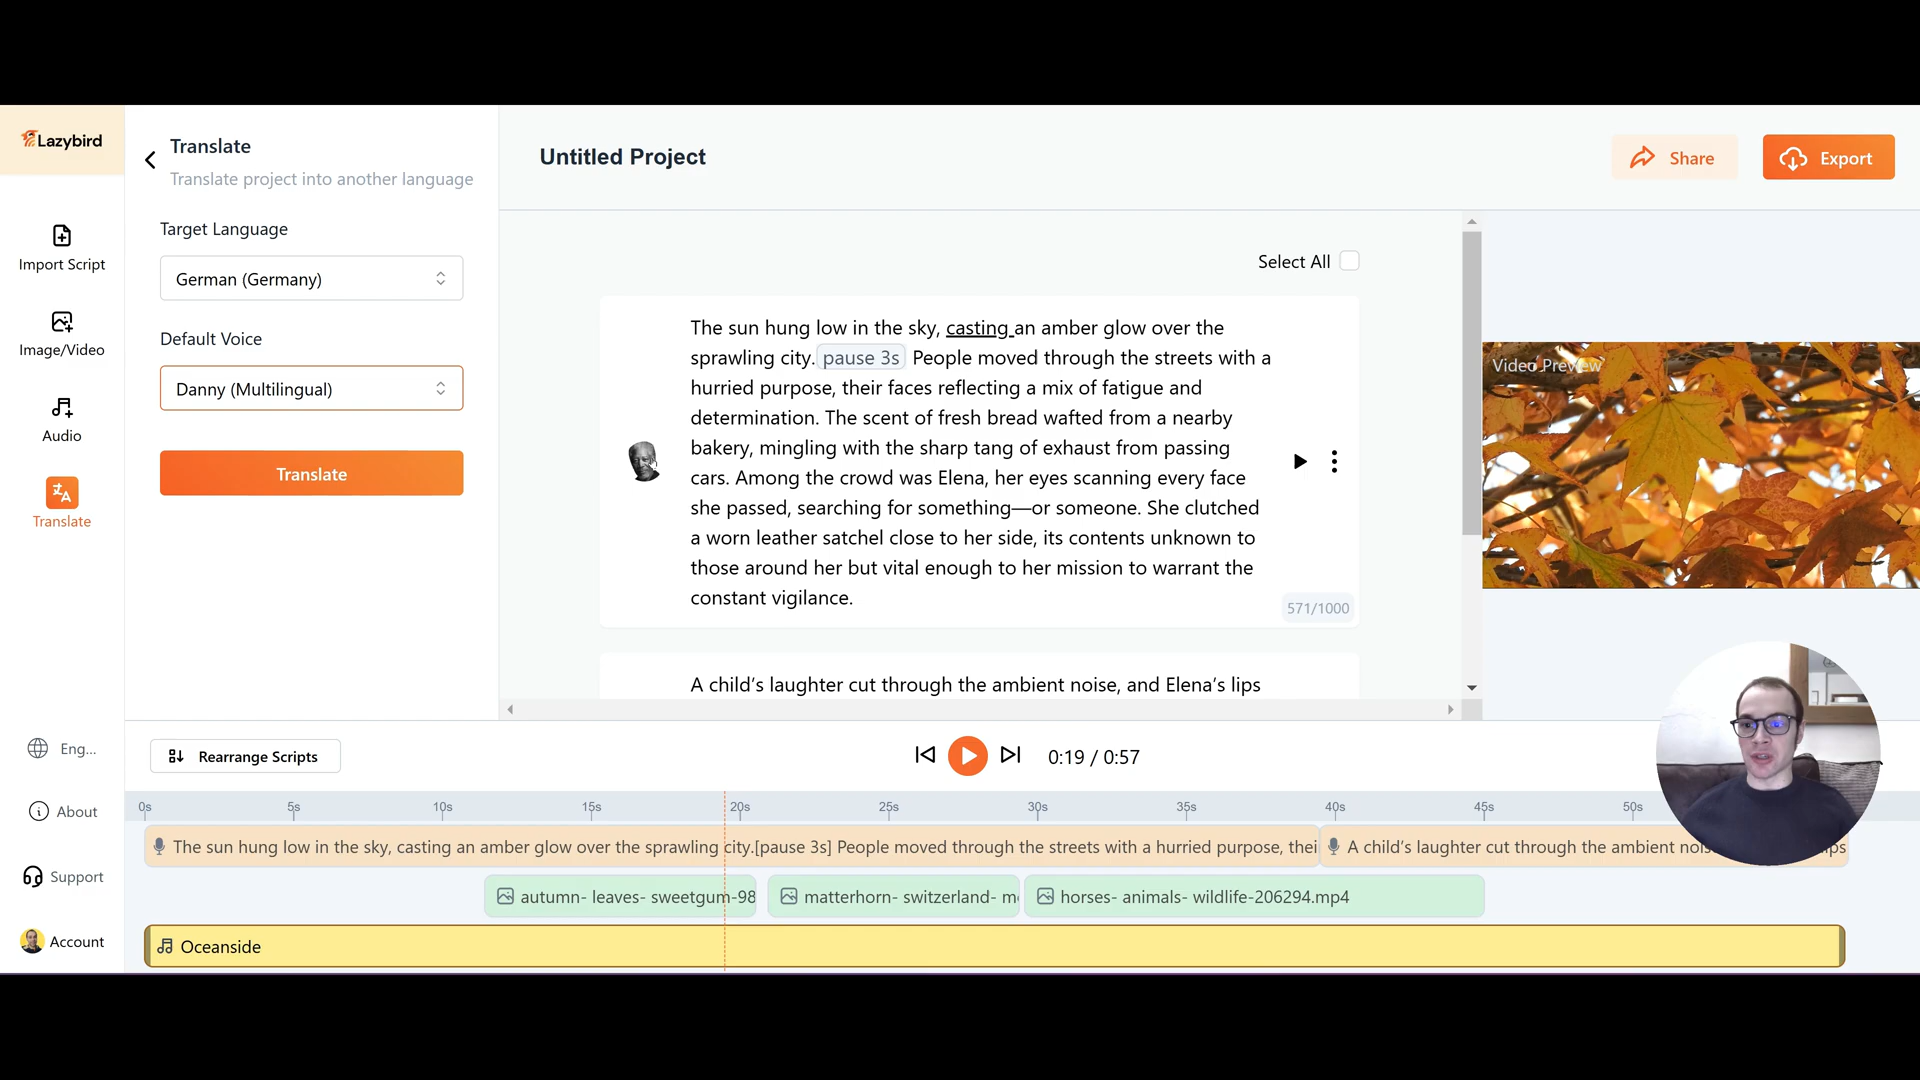 Lazybird
Import Script
Image/Video
Audio
Translate
Eng...
About
Support
Account
Translate
Translate project into another language
Target Language
German (Germany)
Default Voice
Danny (Multilingual)
Translate
Untitled Project
Share
Export
Select All
The sun hung low in the sky, casting an amber glow over the
sprawling city. pause 3s People moved through the streets with a
hurried purpose, their faces reflecting a mix of fatigue and
determination. The scent of fresh bread wafted from a nearby
bakery, mingling with the sharp tang of exhaust from passing
cars. Among the crowd was Elena, her eyes scanning every face
she passed, searching for something—or someone. She clutched
a worn leather satchel close to her side, its contents unknown to
those around her but vital enough to her mission to warrant the
constant vigilance.
571/1000
A child’s laughter cut through the ambient noise, and Elena’s lips
Video Preview
Rearrange Scripts
0:19 / 0:57
0s 5s 10s 15s 20s 25s 30s 35s 40s 45s 50s
The sun hung low in the sky, casting an amber glow over the sprawling city.[pause 3s] People moved through the streets with a hurried purpose, thei
A child’s laughter cut through the ambient
autumn- leaves- sweetgum-98
matterhorn- switzerland-
horses- animals- wildlife-206294.mp4
Oceanside